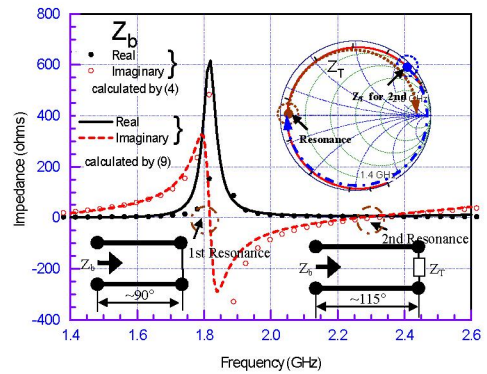 Z_b
Real
Imaginary
calculated by (4)
Real
Imaginary
calculated by (9)
Z_T
Z_T for 2nd
Resonance
1.4 GHz
1st Resonance
2nd Resonance
Z_b
~90°
Z_b
Z_T
~115°
800
600
400
200
0
-200
-400
Impedance (ohms)
1.4 1.6 1.8 2.0 2.2 2.4 2.6
Frequency (GHz)